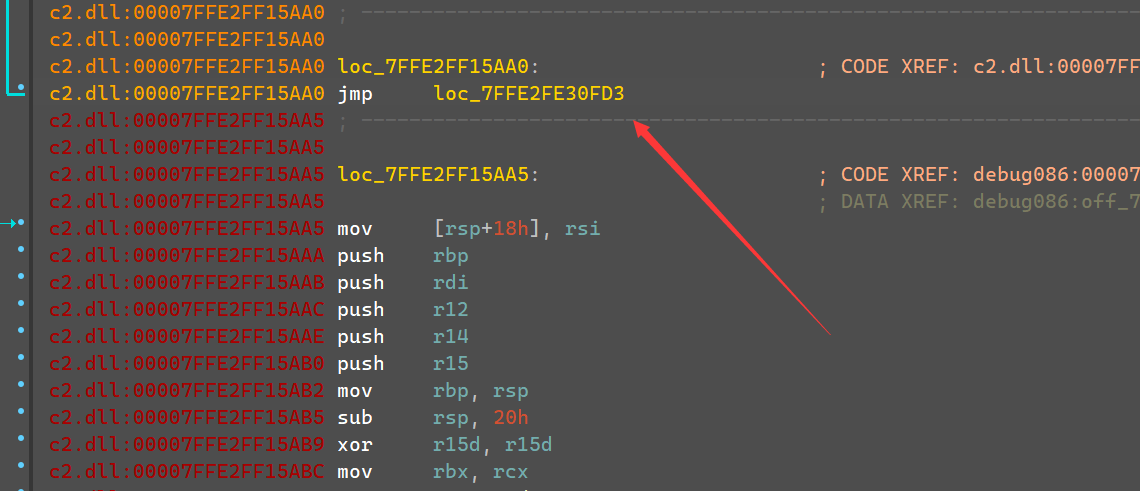 c2.dll:00007FFE2FF15AA0 ; ---------------------------------------------------------------------------
c2.dll:00007FFE2FF15AA0
c2.dll:00007FFE2FF15AA0 loc_7FFE2FF15AA0: ; CODE XREF: c2.dll:00007FF
c2.dll:00007FFE2FF15AA0 jmp loc_7FFE2FE30FD3
c2.dll:00007FFE2FF15AA5 ; ---------------------------------------------------------------------------
c2.dll:00007FFE2FF15AA5
c2.dll:00007FFE2FF15AA5 loc_7FFE2FF15AA5: ; CODE XREF: debug086:00007
c2.dll:00007FFE2FF15AA5 ; DATA XREF: debug086:off_7
c2.dll:00007FFE2FF15AA5 mov [rsp+18h], rsi
c2.dll:00007FFE2FF15AAA push rbp
c2.dll:00007FFE2FF15AAB push rdi
c2.dll:00007FFE2FF15AAC push r12
c2.dll:00007FFE2FF15AAE push r14
c2.dll:00007FFE2FF15AB0 push r15
c2.dll:00007FFE2FF15AB2 mov rbp, rsp
c2.dll:00007FFE2FF15AB5 sub rsp, 20h
c2.dll:00007FFE2FF15AB9 xor r15d, r15d
c2.dll:00007FFE2FF15ABC mov rbx, rcx